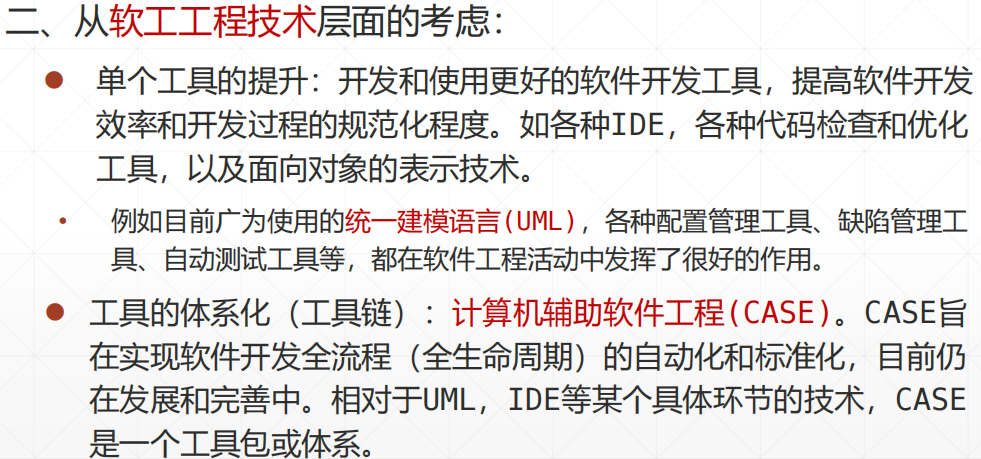 二、从软工工程技术层面的考虑：
● 单个工具的提升：开发和使用更好的软件开发工具，提高软件开发
效率和开发过程的规范化程度。如各种IDE，各种代码检查和优化
工具，以及面向对象的表示技术。
• 例如目前广为使用的统一建模语言(UML)，各种配置管理工具、缺陷管理工
具、自动测试工具等，都在软件工程活动中发挥了很好的作用。
● 工具的体系化（工具链）：计算机辅助软件工程(CASE)。CASE旨
在实现软件开发全流程（全生命周期）的自动化和标准化，目前仍
在发展和完善中。相对于UML，IDE等某个具体环节的技术，CASE
是一个工具包或体系。